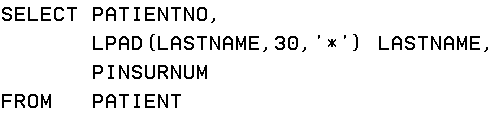 SELECT PATIENTNO,
       LPAD(LASTNAME,30,'*') LASTNAME,
       PINSURNUM
FROM   PATIENT